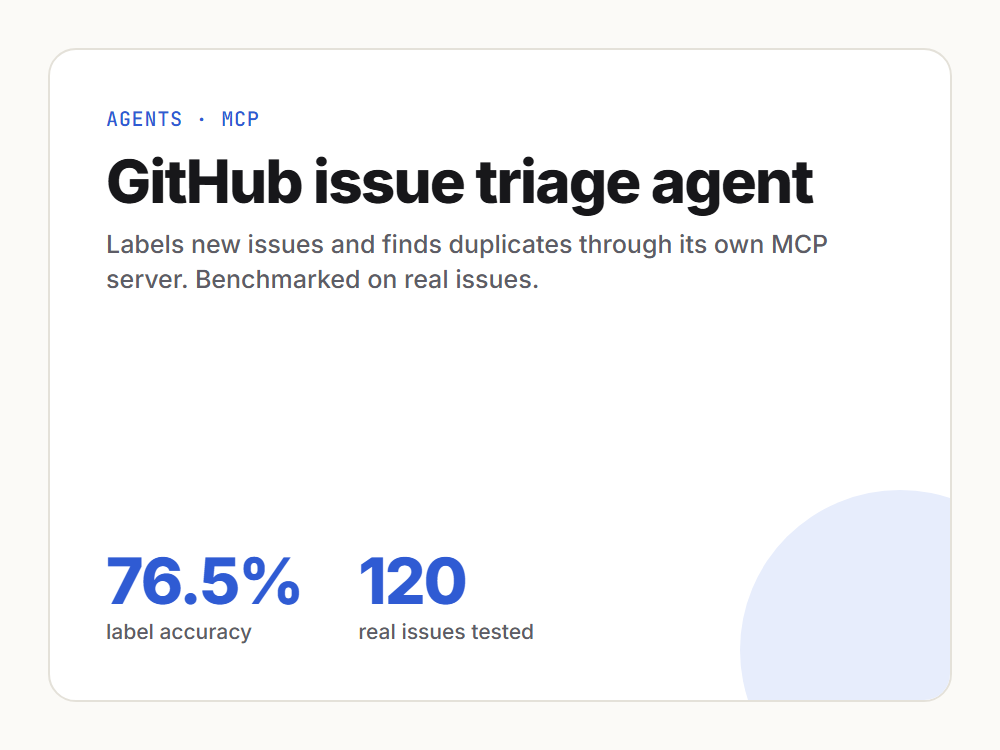 AGENTS · MCP
GitHub issue triage agent
Labels new issues and finds duplicates through its own MCP
server. Benchmarked on real issues.
76.5% 120
label accuracy real issues tested